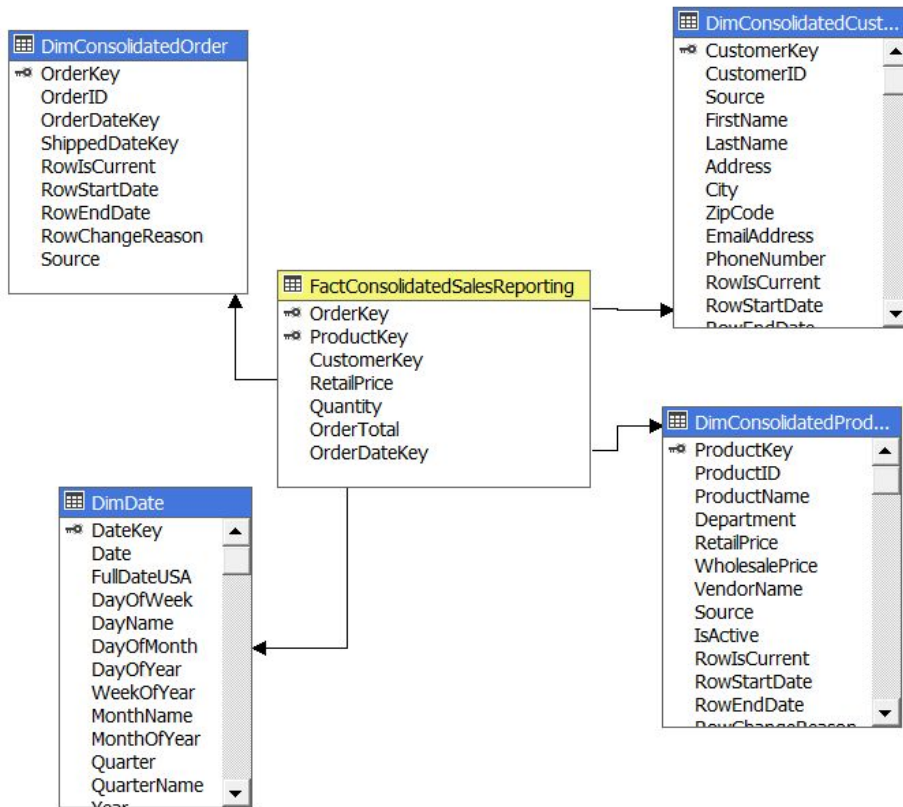 DimConsolidatedOrder
OrderKey
OrderID
OrderDateKey
ShippedDateKey
RowIsCurrent
RowStartDate
RowEndDate
RowChangeReason
Source
DimConsolidatedCust...
CustomerKey
CustomerID
Source
FirstName
LastName
Address
City
ZipCode
EmailAddress
PhoneNumber
RowIsCurrent
RowStartDate
RowEndDate
FactConsolidatedSalesReporting
OrderKey
ProductKey
CustomerKey
RetailPrice
Quantity
OrderTotal
OrderDateKey
DimConsolidatedProd...
ProductKey
ProductID
ProductName
Department
RetailPrice
WholesalePrice
VendorName
Source
IsActive
RowIsCurrent
RowStartDate
RowEndDate
RowChangeReason
DimDate
DateKey
Date
FullDateUSA
DayOfWeek
DayName
DayOfMonth
DayOfYear
WeekOfYear
MonthName
MonthOfYear
Quarter
QuarterName
Year